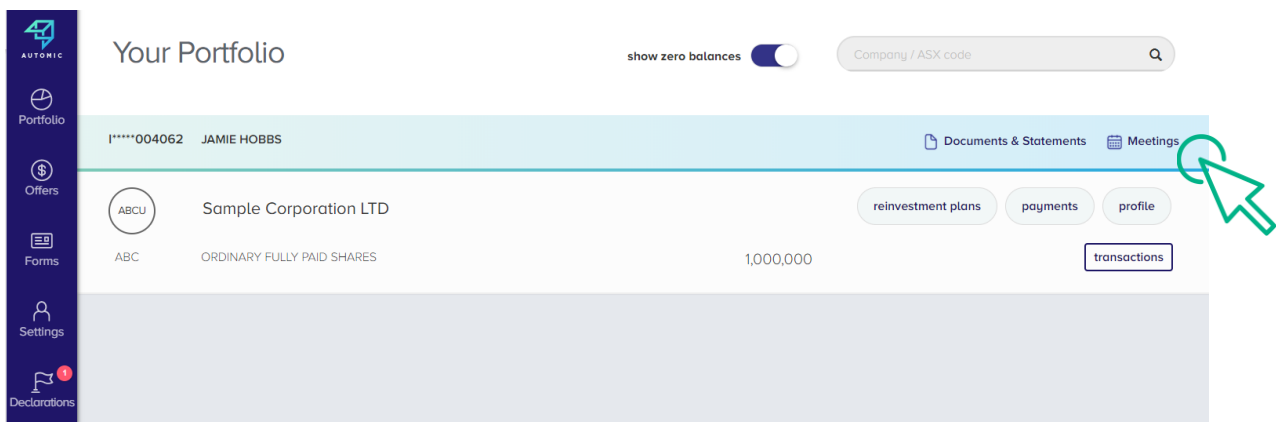 AUTOMIC
Portfolio
Offers
Forms
Settings
1
Declarations
Your Portfolio
show zero balances
Company / ASX code
I*****004062 JAMIE HOBBS
Documents & Statements Meetings
ABCU Sample Corporation LTD
reinvestment plans payments profile
ABC ORDINARY FULLY PAID SHARES 1,000,000 transactions